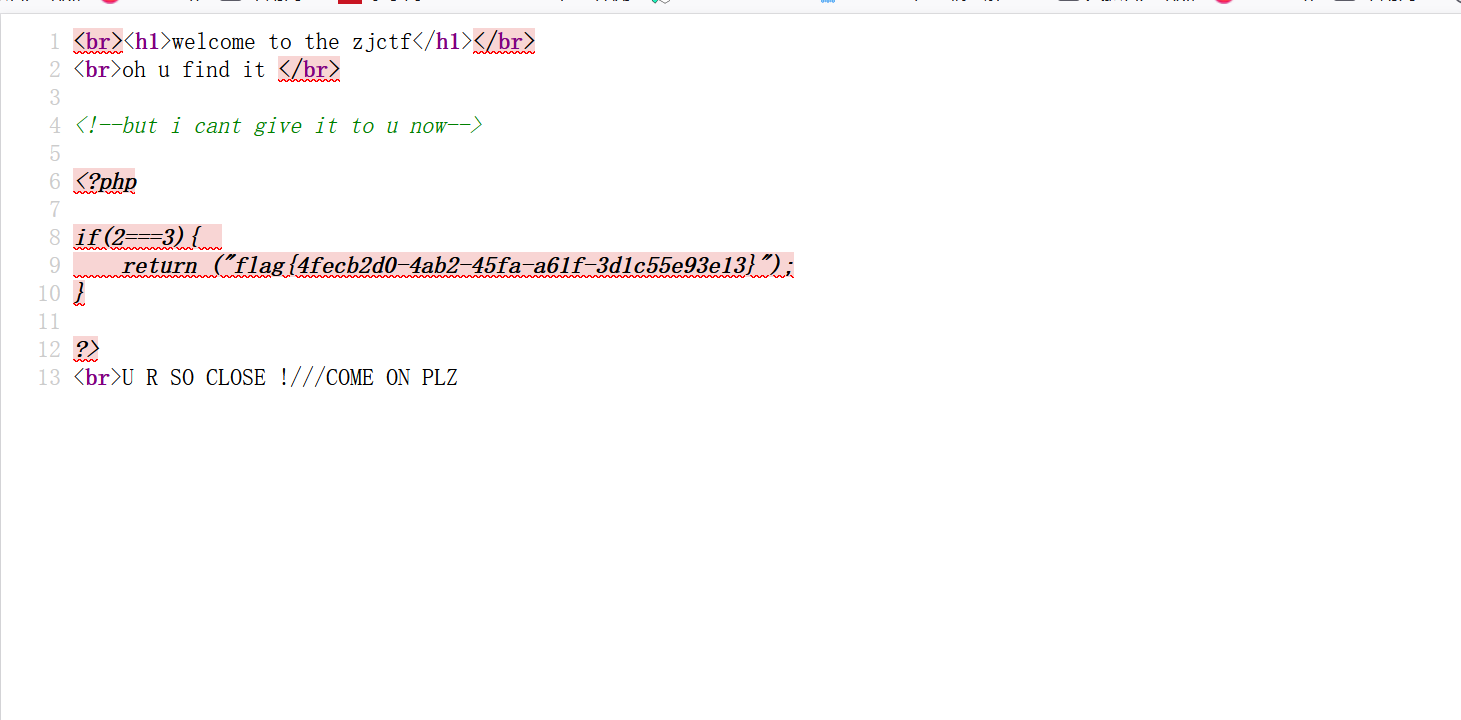 1 <br><h1>welcome to the zjctf</h1></br>
2 <br>oh u find it </br>
3
4 <!--but i cant give it to u now-->
5
6 <?php
7
8 if(2===3){
9     return ("flag{4fecb2d0-4ab2-45fa-a61f-3d1c55e93e13}");
10 }
11
12 ?>
13 <br>U R SO CLOSE !///COME ON PLZ